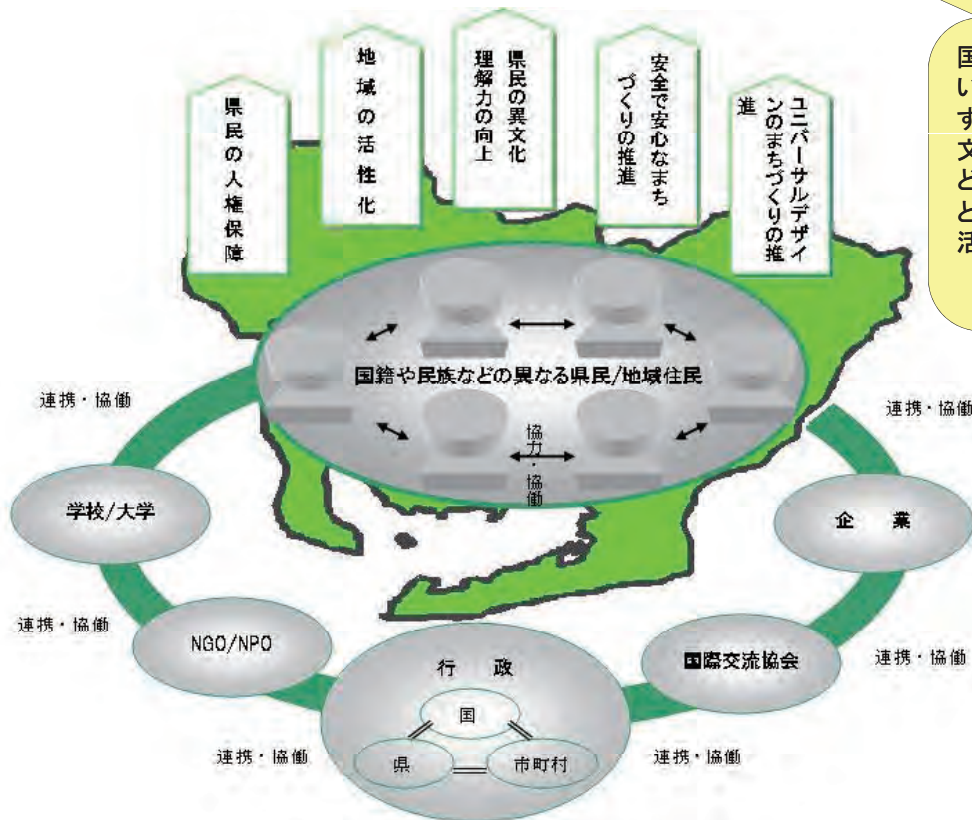 県民の人権保障
地域の活性化
県民の異文化
理解力の向上
安全で安心なまち
づくりの推進
ユニバーサルデザイ
ンのまちづくりの推
進
国
い
す
文
ど
と
活
国籍や民族などの異なる県民/地域住民
協力・協働
連携・協働
連携・協働
学校/大学
企　業
連携・協働
NGO/NPO
国際交流協会
連携・協働
行　政
国
県
市町村
連携・協働
連携・協働